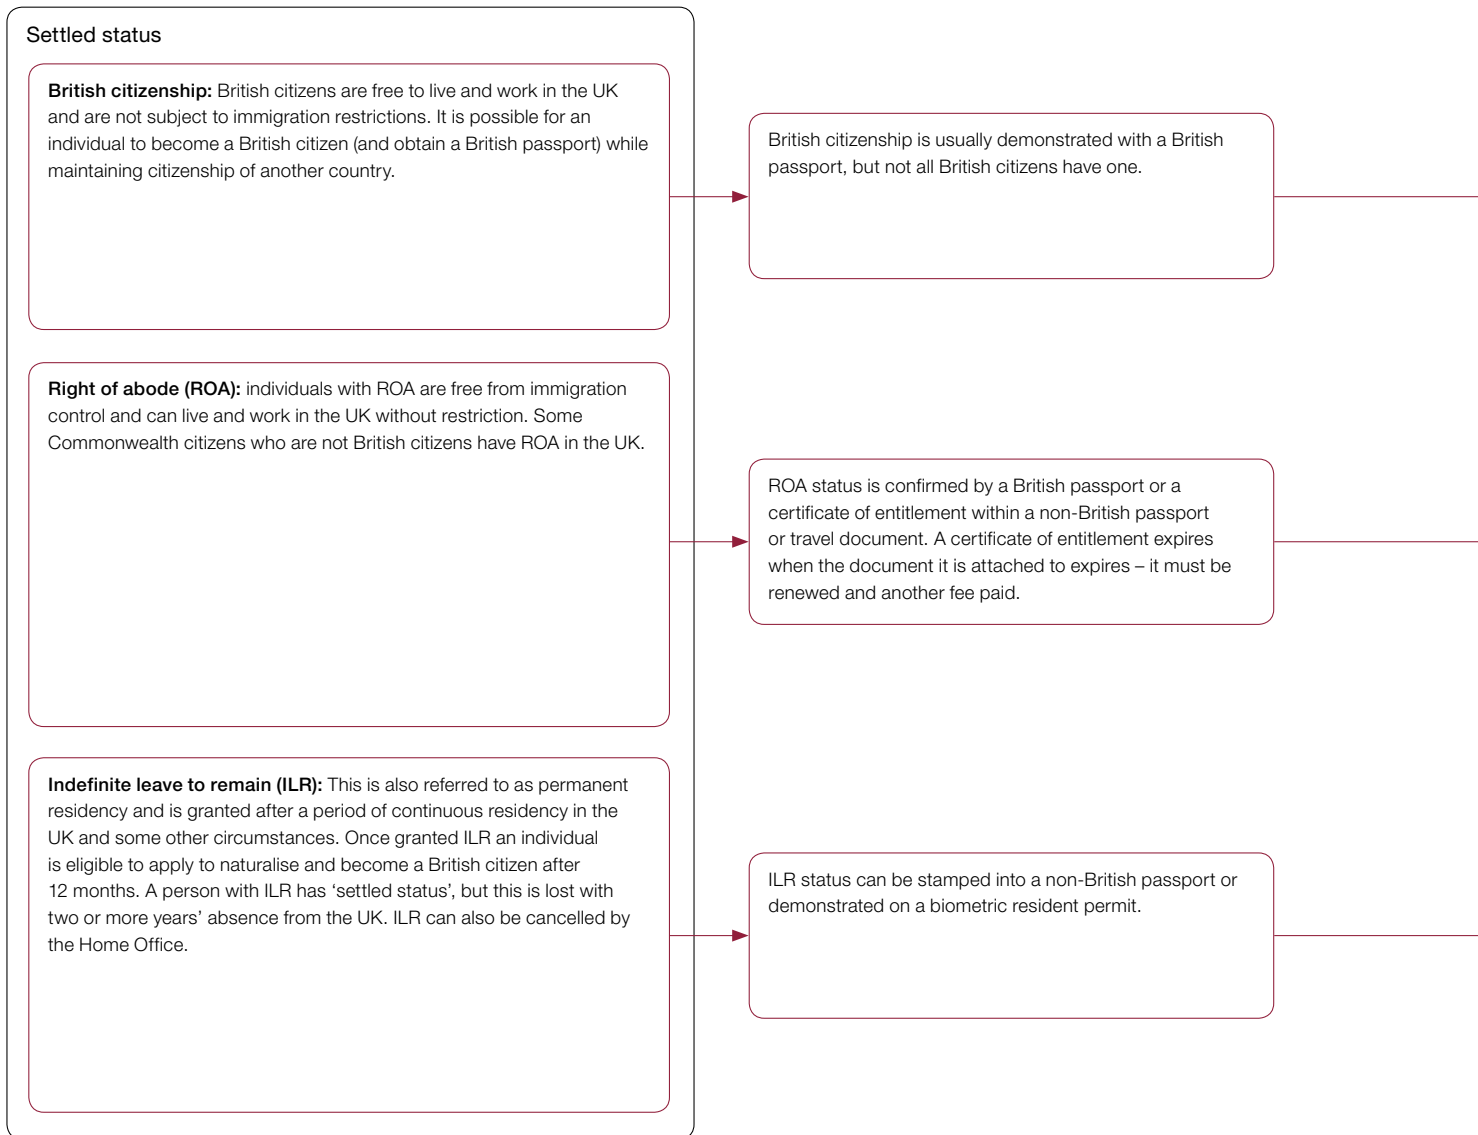 Settled status
British citizenship: British citizens are free to live and work in the UK
and are not subject to immigration restrictions. It is possible for an
individual to become a British citizen (and obtain a British passport) while
maintaining citizenship of another country.
British citizenship is usually demonstrated with a British
passport, but not all British citizens have one.
Right of abode (ROA): individuals with ROA are free from immigration
control and can live and work in the UK without restriction. Some
Commonwealth citizens who are not British citizens have ROA in the UK.
ROA status is confirmed by a British passport or a
certificate of entitlement within a non-British passport
or travel document. A certificate of entitlement expires
when the document it is attached to expires – it must be
renewed and another fee paid.
Indefinite leave to remain (ILR): This is also referred to as permanent
residency and is granted after a period of continuous residency in the
UK and some other circumstances. Once granted ILR an individual
is eligible to apply to naturalise and become a British citizen after
12 months. A person with ILR has ‘settled status’, but this is lost with
two or more years’ absence from the UK. ILR can also be cancelled by
the Home Office.
ILR status can be stamped into a non-British passport or
demonstrated on a biometric resident permit.